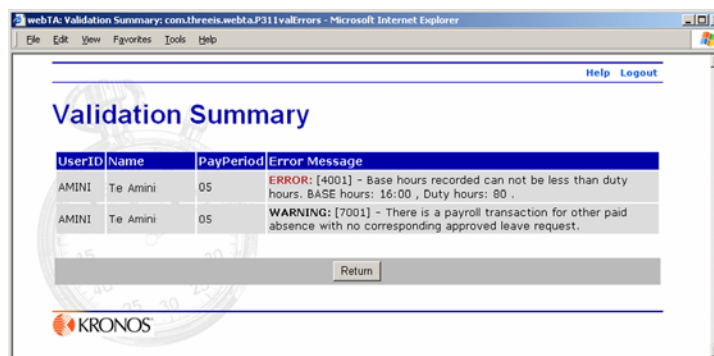 webTA: Validation Summary: com.threeis.webta.P311valErrors - Microsoft Internet Explorer
File Edit View Favorites Tools Help
Help Logout
Validation Summary
UserID Name PayPeriod Error Message
AMINI Te Amini 05 ERROR: [4001] - Base hours recorded can not be less than duty
hours. BASE hours: 16:00 , Duty hours: 80 .
AMINI Te Amini 05 WARNING: [7001] - There is a payroll transaction for other paid
absence with no corresponding approved leave request.
Return
KRONOS